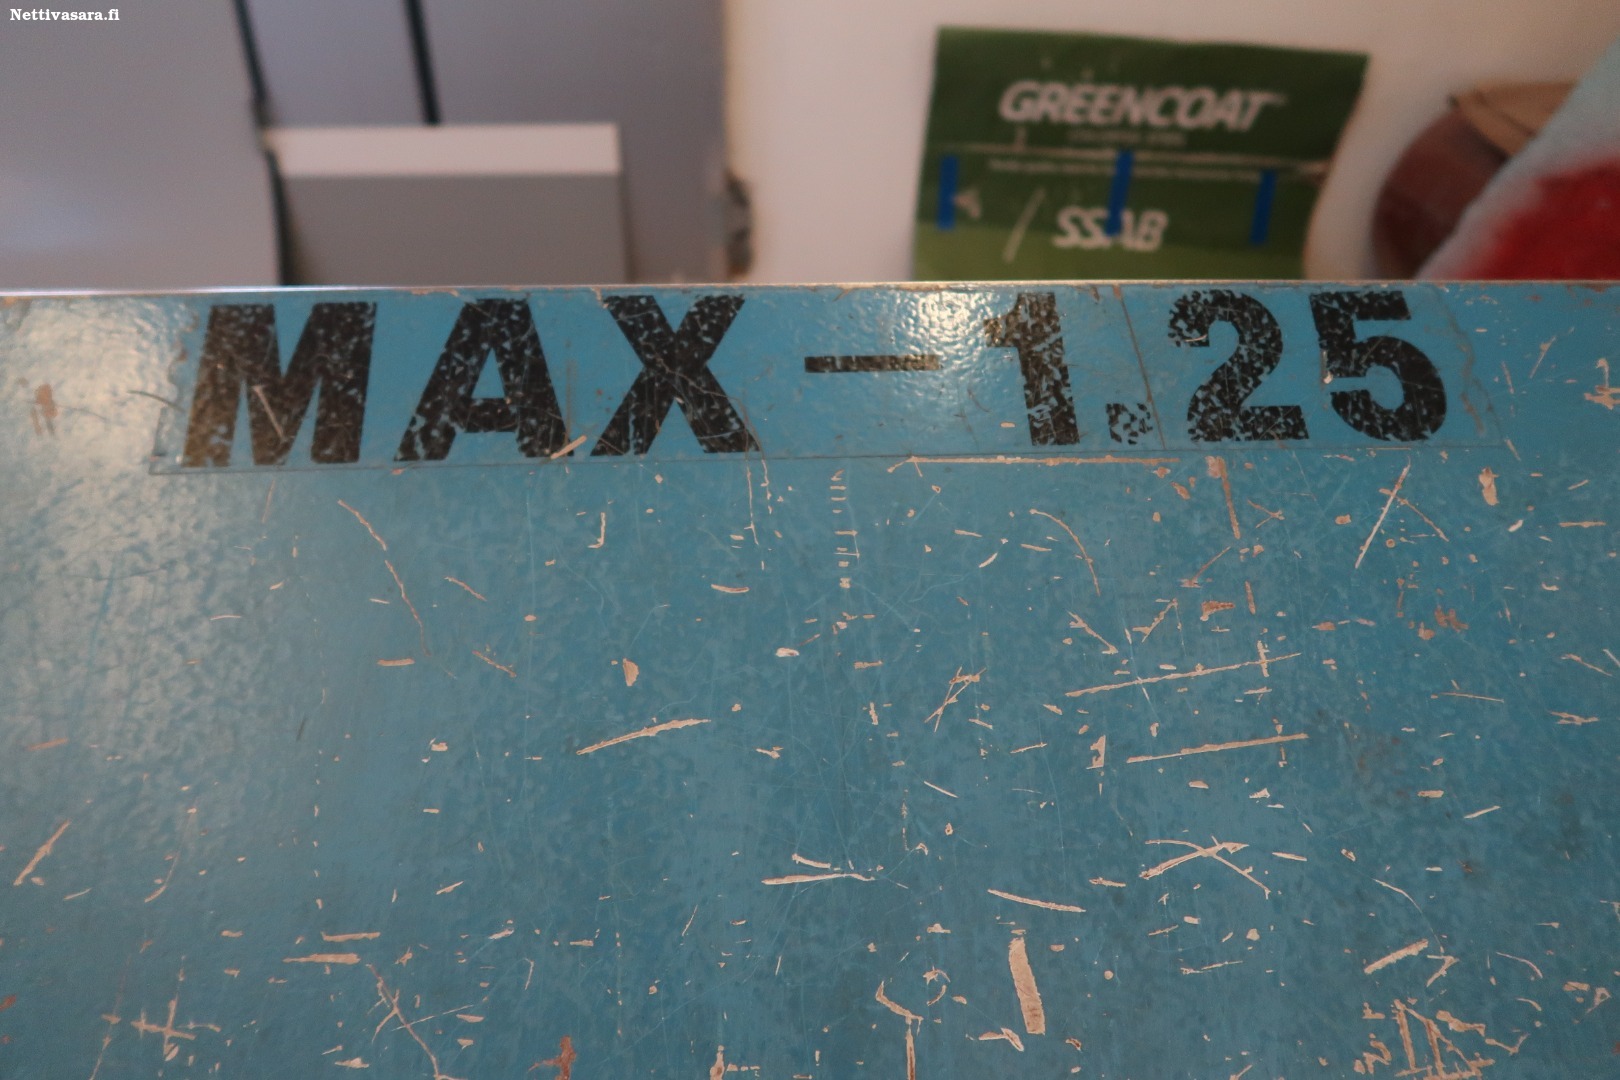 Nettivasara.fi
GREENCOAT
SSAB
MAX-1.25